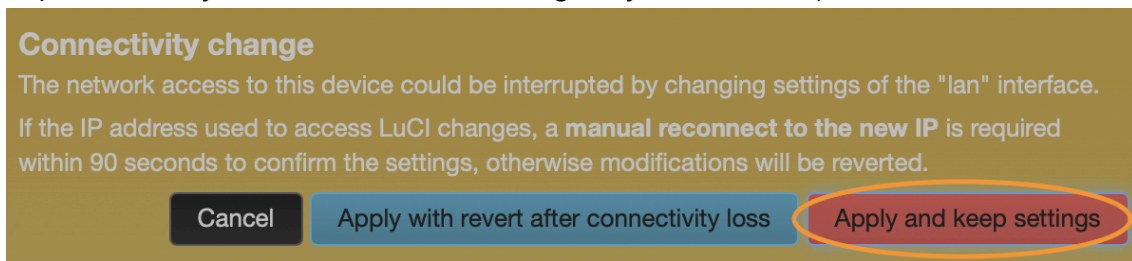 Connectivity change
The network access to this device could be interrupted by changing settings of the "lan" interface.
If the IP address used to access LuCI changes, a manual reconnect to the new IP is required
within 90 seconds to confirm the settings, otherwise modifications will be reverted.
Cancel Apply with revert after connectivity loss Apply and keep settings